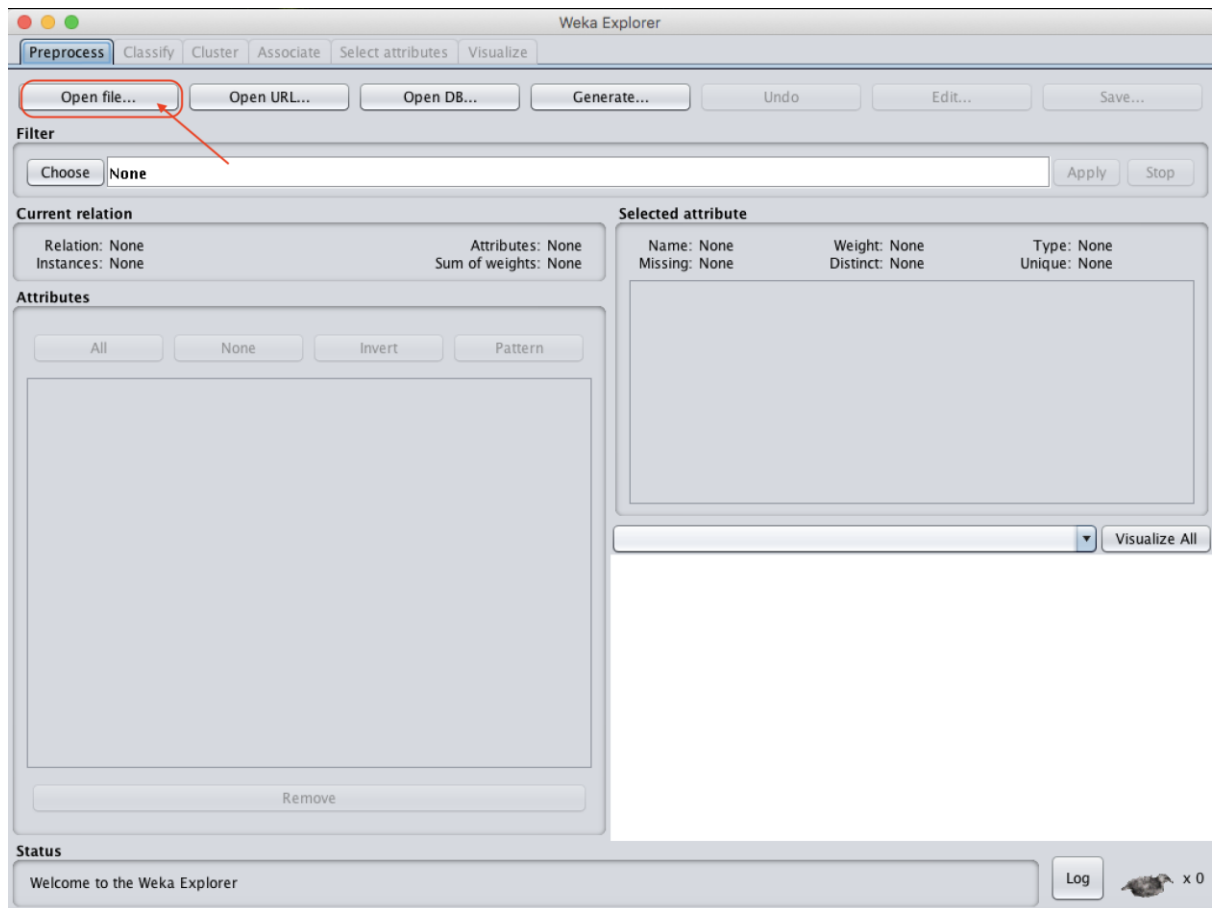 Weka Explorer
Preprocess Classify Cluster Associate Select attributes Visualize
Open file... Open URL... Open DB... Generate... Undo Edit... Save...
Filter
Choose None Apply Stop
Current relation
Relation: None Attributes: None
Instances: None Sum of weights: None
Selected attribute
Name: None Weight: None Type: None
Missing: None Distinct: None Unique: None
Attributes
All None Invert Pattern
Remove
Visualize All
Status
Welcome to the Weka Explorer
Log x 0